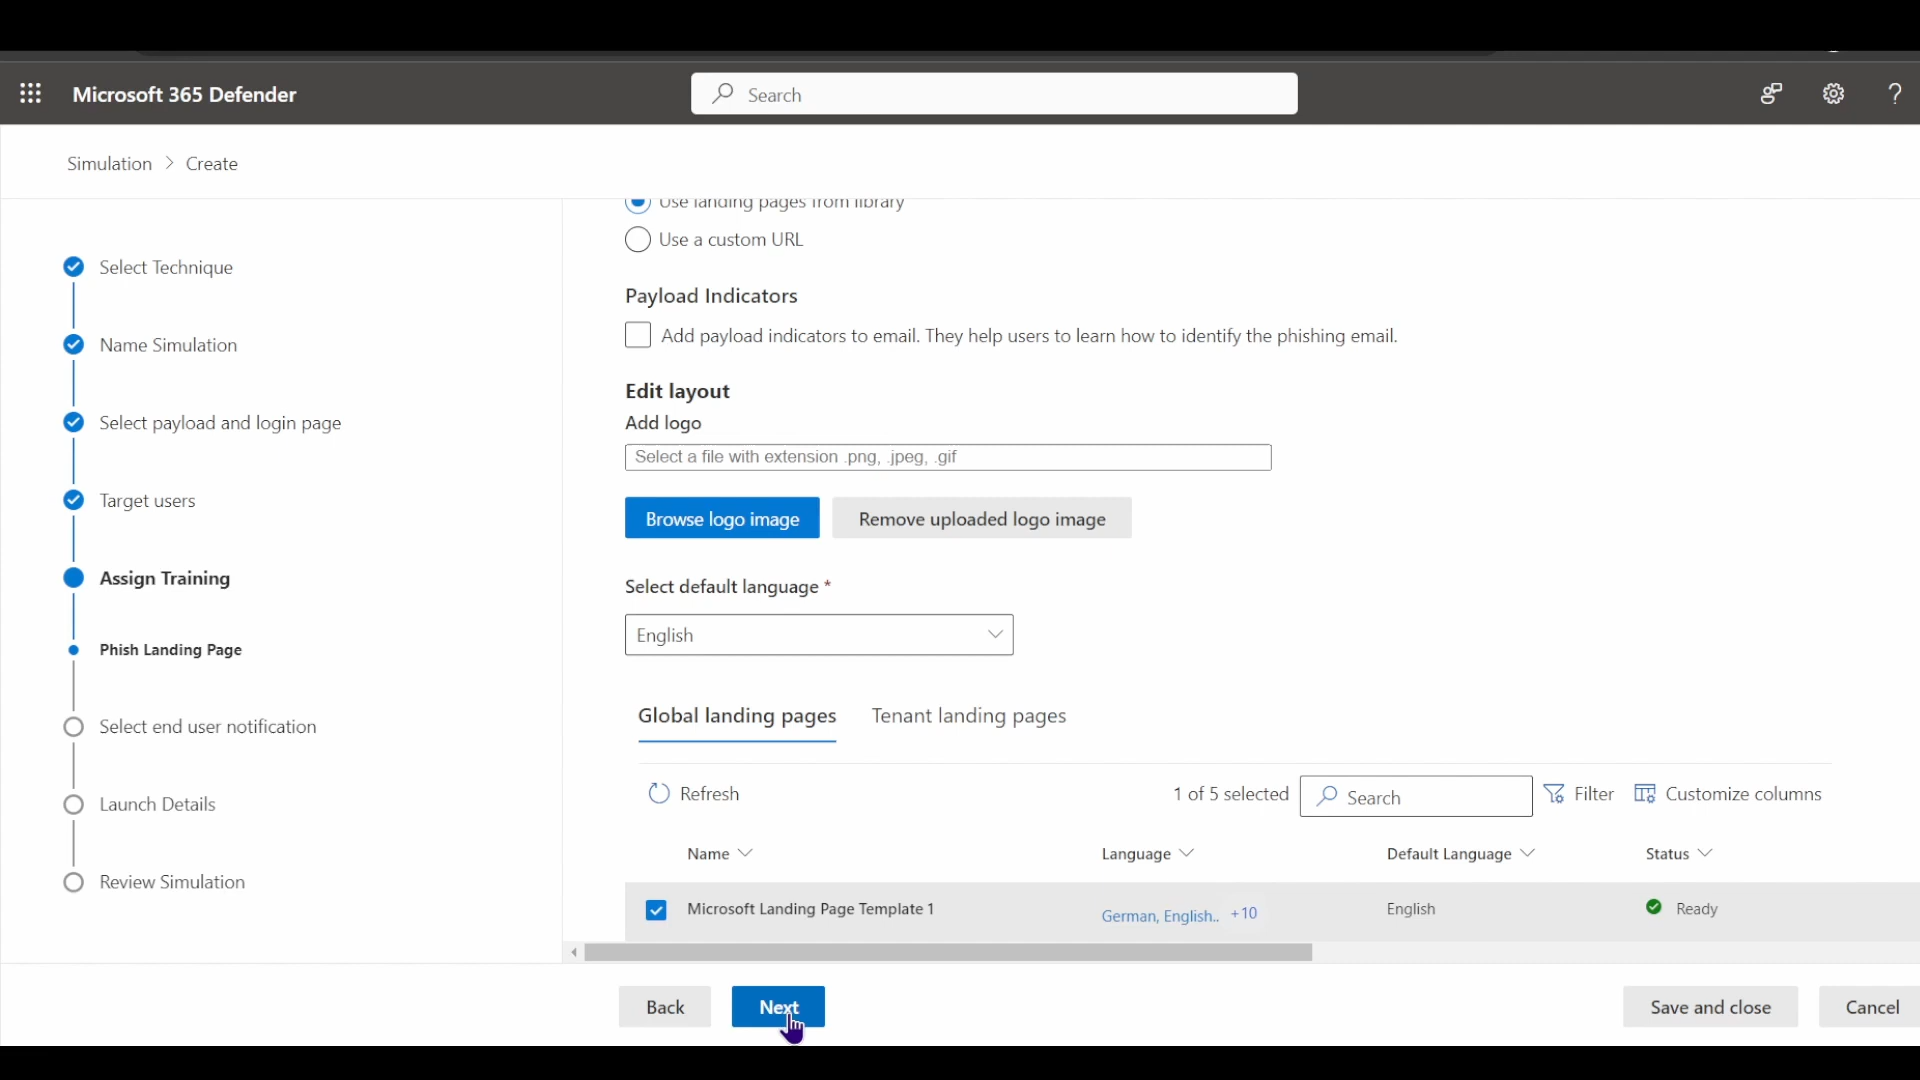 Microsoft 365 Defender
Search
?
Simulation > Create
Select Technique
Name Simulation
Select payload and login page
Target users
Assign Training
Phish Landing Page
Select end user notification
Launch Details
Review Simulation
Use landing pages from library
Use a custom URL
Payload Indicators
Add payload indicators to email. They help users to learn how to identify the phishing email.
Edit layout
Add logo
Select a file with extension .png, .jpeg, .gif
Browse logo image Remove uploaded logo image
Select default language *
English
Global landing pages Tenant landing pages
Refresh 1 of 5 selected Search Filter Customize columns
Name Language Default Language Status
Microsoft Landing Page Template 1 German, English.. +10 English Ready
Back Next Save and close Cancel